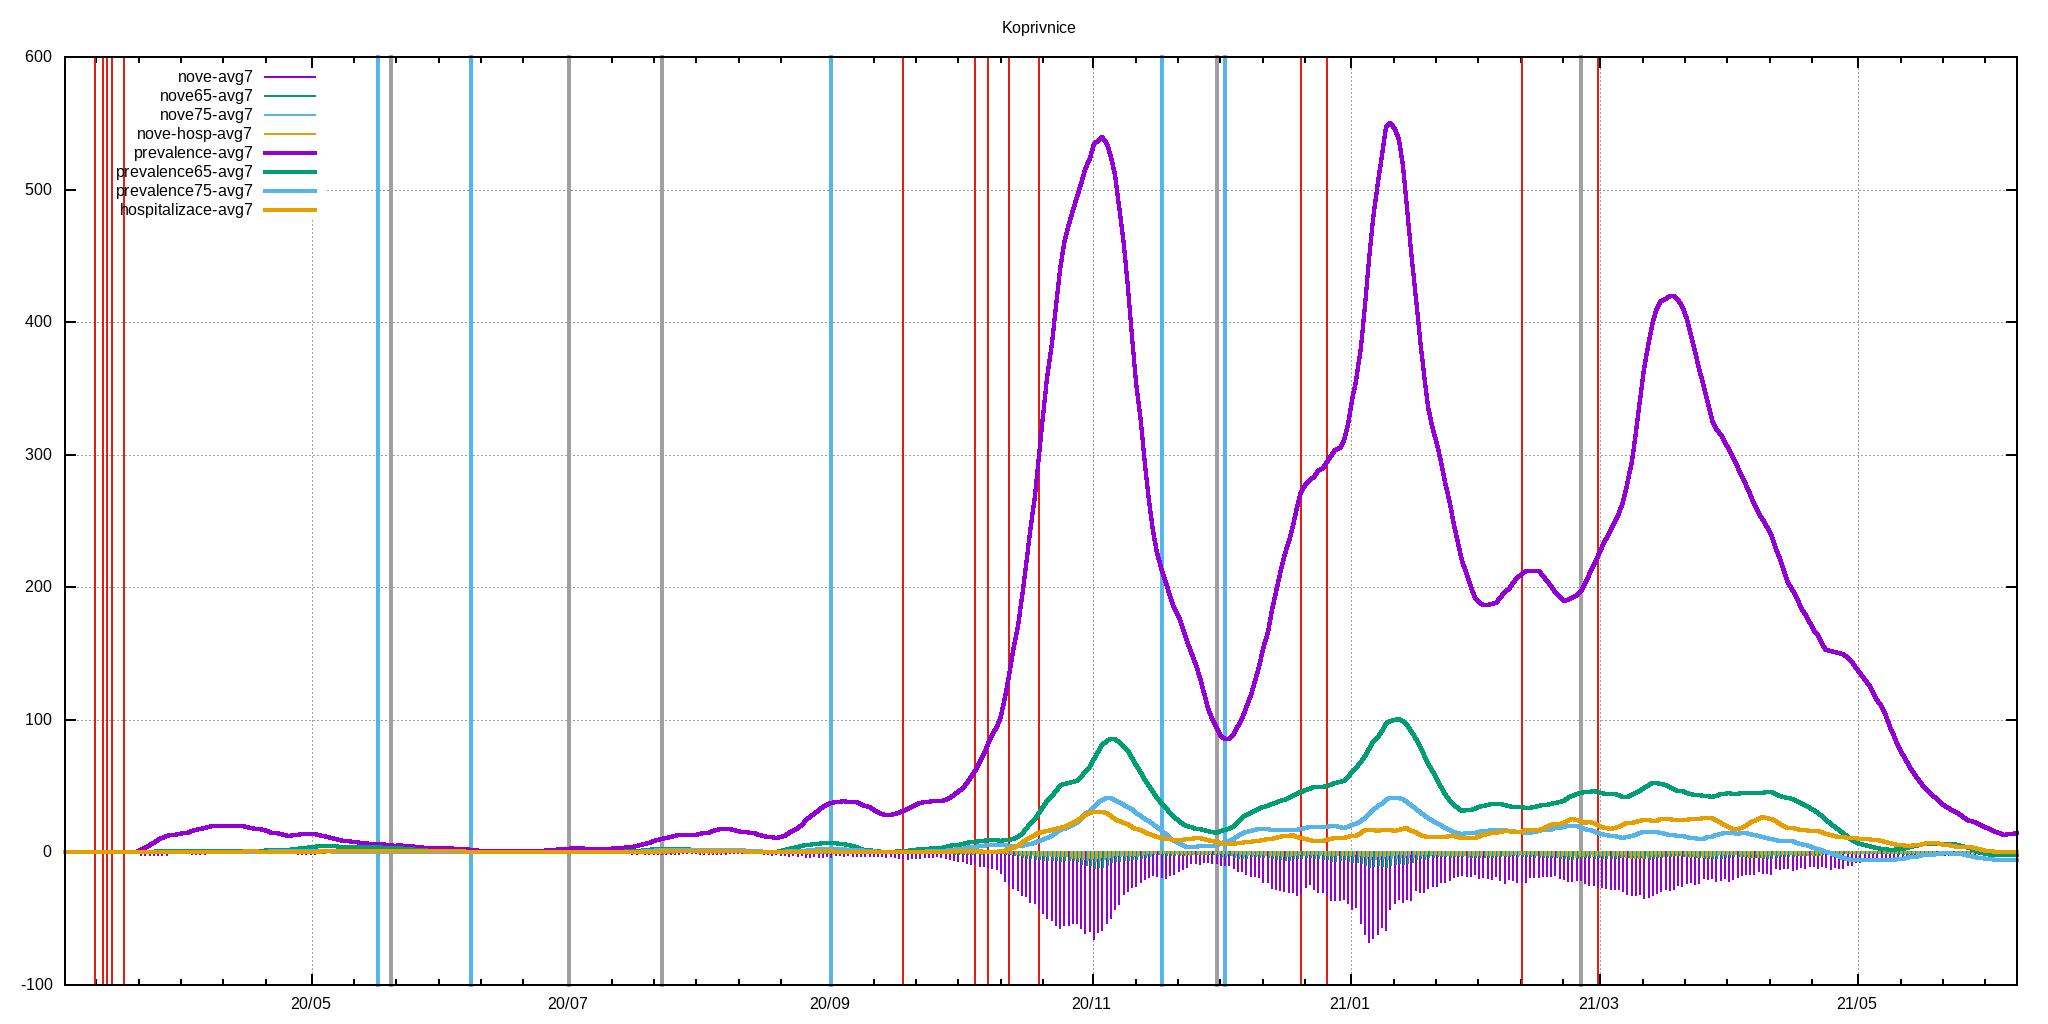 Koprivnice
600
500
400
300
200
100
0
-100
nove-avg7
nove65-avg7
nove75-avg7
nove-hosp-avg7
prevalence-avg7
prevalence65-avg7
prevalence75-avg7
hospitalizace-avg7
20/05
20/07
20/09
20/11
21/01
21/03
21/05